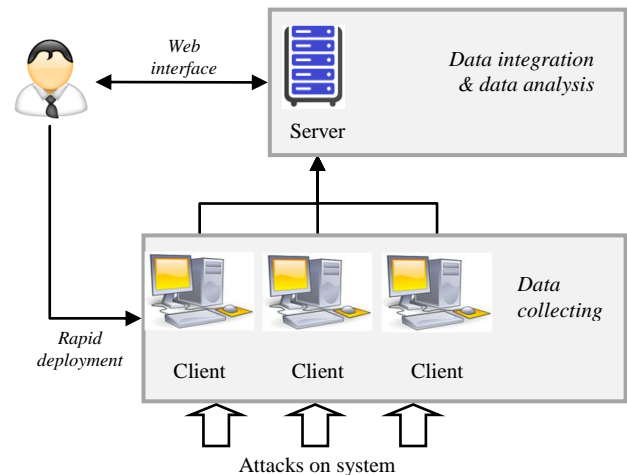 Web
interface
Data integration
& data analysis
Server
Data
collecting
Rapid
deployment
Client
Client
Client
Attacks on system